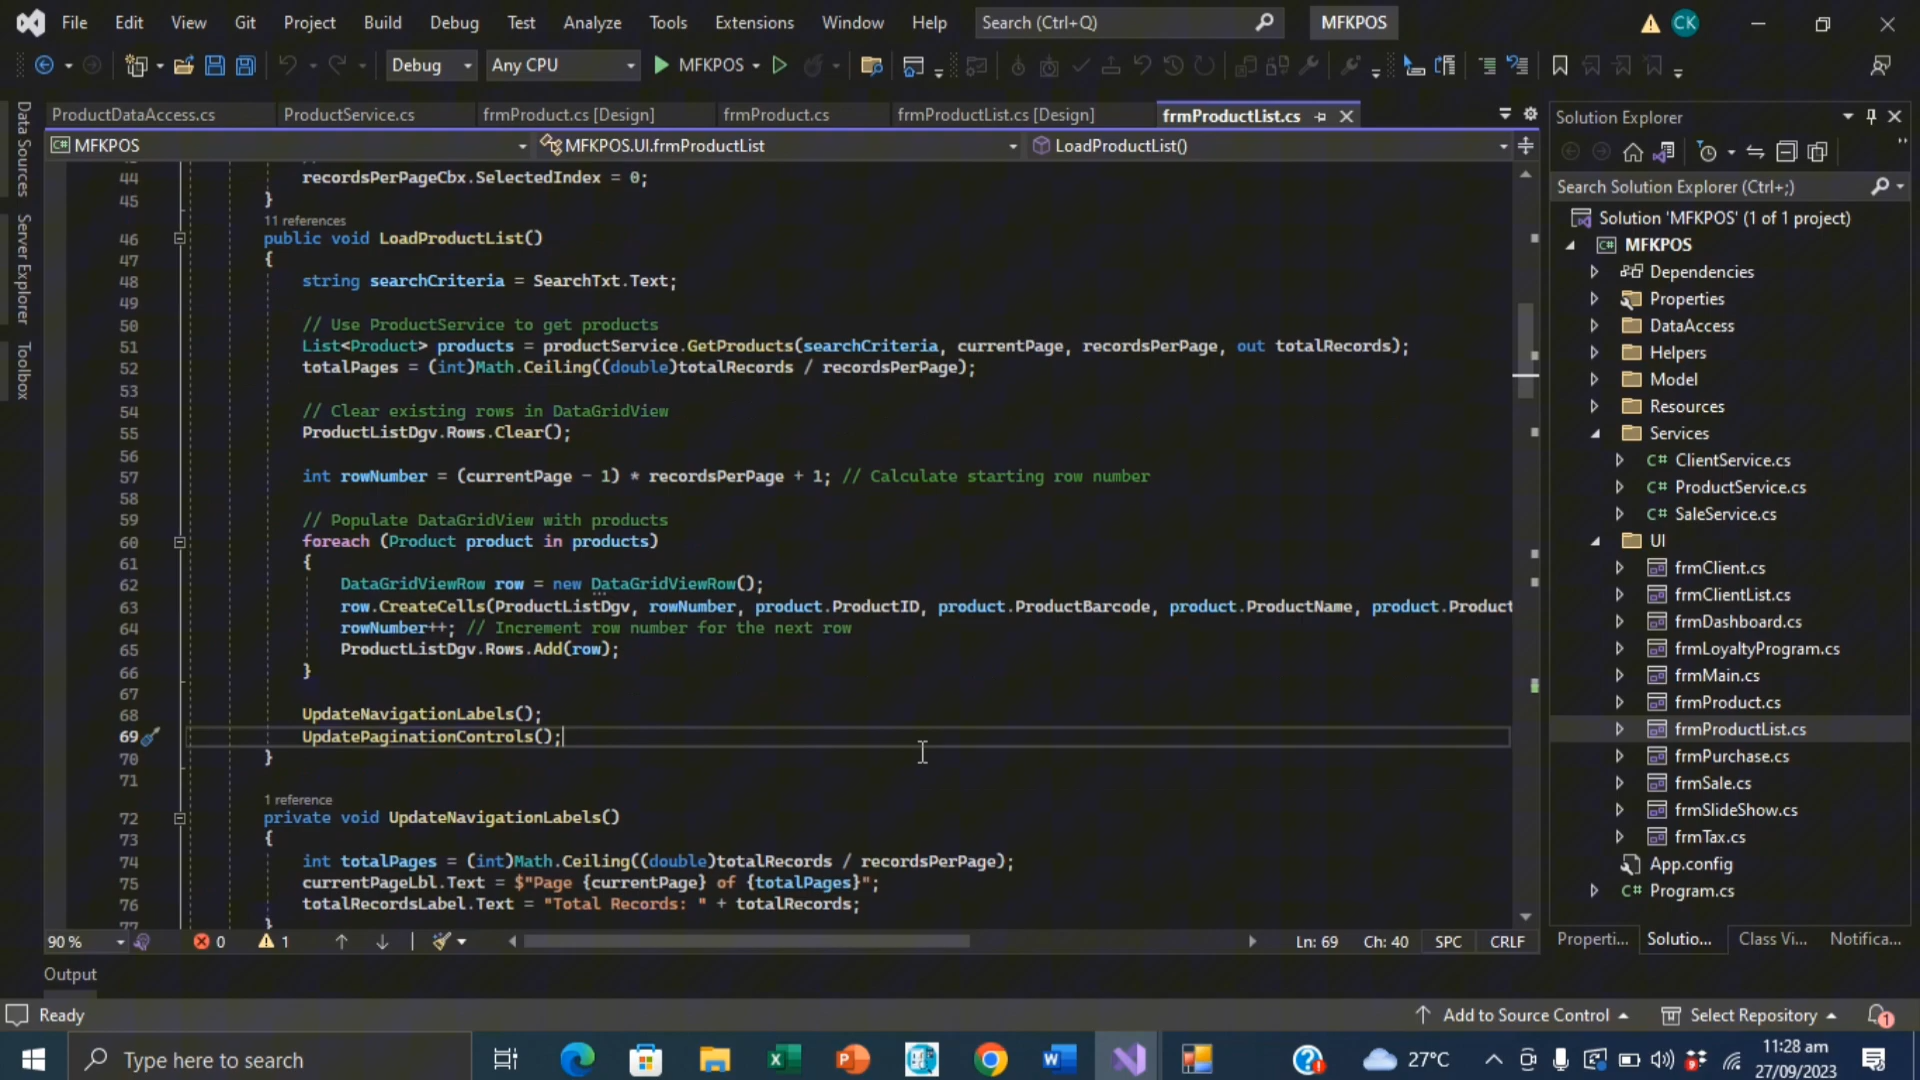 File Edit View Git Project Build Debug Test Analyze Tools Extensions Window Help Search (Ctrl+Q) MFKPOS CK
Debug Any CPU MFKPOS
ProductDataAccess.cs ProductService.cs frmProduct.cs [Design] frmProduct.cs frmProductList.cs [Design] frmProductList.cs
C# MFKPOS MFKPOS.UI.frmProductList LoadProductList()
Data Sources
Server Explorer
Toolbox
44 recordsPerPageCbx.SelectedIndex = 0;
45 }
11 references
46 public void LoadProductList()
47 {
48 string searchCriteria = SearchTxt.Text;
49
50 // Use ProductService to get products
51 List<Product> products = productService.GetProducts(searchCriteria, currentPage, recordsPerPage, out totalRecords);
52 totalPages = (int)Math.Ceiling((double)totalRecords / recordsPerPage);
53
54 // Clear existing rows in DataGridView
55 ProductListDgv.Rows.Clear();
56
57 int rowNumber = (currentPage - 1) * recordsPerPage + 1; // Calculate starting row number
58
59 // Populate DataGridView with products
60 foreach (Product product in products)
61 {
62 DataGridViewRow row = new DataGridViewRow();
63 row.CreateCells(ProductListDgv, rowNumber, product.ProductID, product.ProductBarcode, product.ProductName, product.Product
64 rowNumber++; // Increment row number for the next row
65 ProductListDgv.Rows.Add(row);
66 }
67
68 UpdateNavigationLabels();
69 UpdatePaginationControls();
70 }
71
1 reference
72 private void UpdateNavigationLabels()
73 {
74 int totalPages = (int)Math.Ceiling((double)totalRecords / recordsPerPage);
75 currentPageLbl.Text = $"Page {currentPage} of {totalPages}";
76 totalRecordsLabel.Text = "Total Records: " + totalRecords;
77 }
90 % 0 1 Ln: 69 Ch: 40 SPC CRLF
Output
Solution Explorer
Search Solution Explorer (Ctrl+;)
Solution 'MFKPOS' (1 of 1 project)
C# MFKPOS
Dependencies
Properties
DataAccess
Helpers
Model
Resources
Services
C# ClientService.cs
C# ProductService.cs
C# SaleService.cs
UI
frmClient.cs
frmClientList.cs
frmDashboard.cs
frmLoyaltyProgram.cs
frmMain.cs
frmProduct.cs
frmProductList.cs
frmPurchase.cs
frmSale.cs
frmSlideShow.cs
frmTax.cs
App.config
C# Program.cs
Properti... Solutio... Class Vi... Notifica...
Ready Add to Source Control Select Repository 1
Type here to search 27°C 11:28 am
27/09/2023